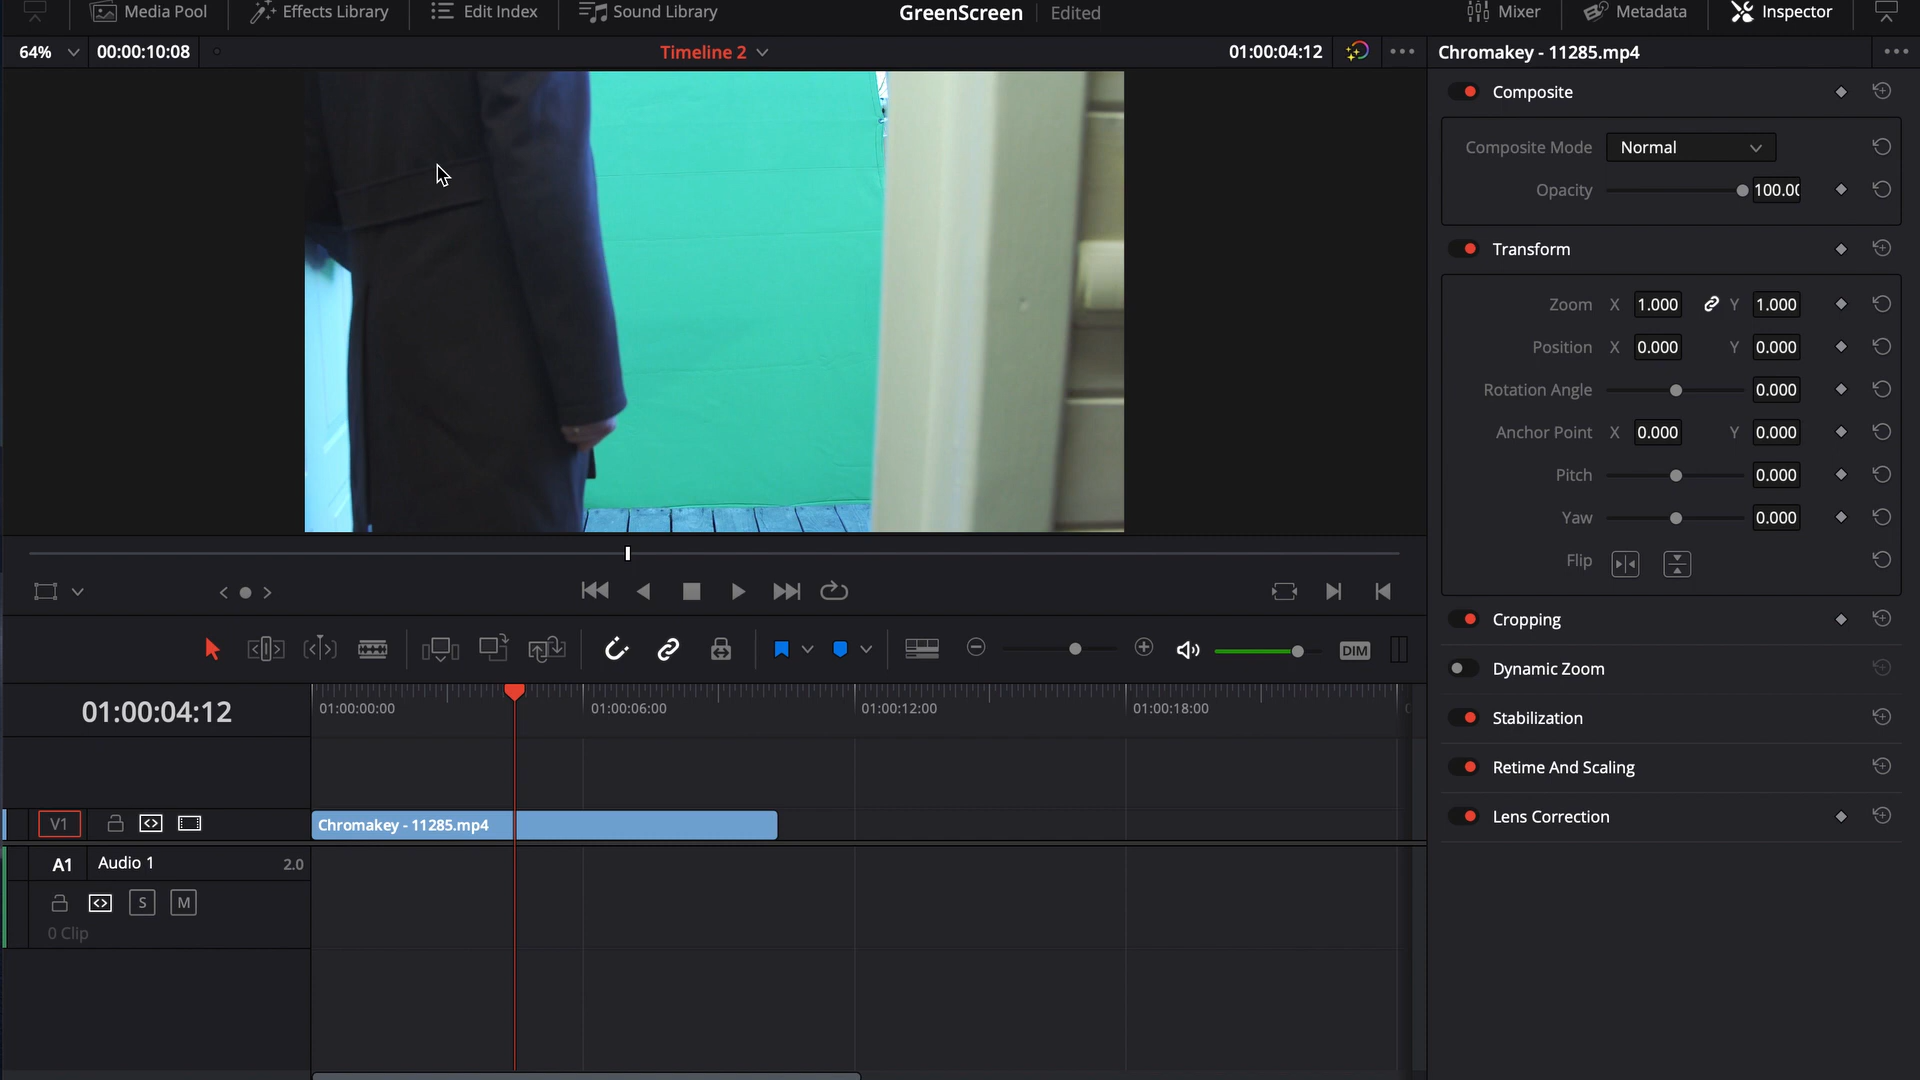 Media Pool Effects Library Edit Index Sound Library GreenScreen Edited Mixer Metadata Inspector
64% 00:00:10:08 Timeline 2 01:00:04:12 Chromakey - 11285.mp4
Composite
Composite Mode Normal
Opacity 100.00
Transform
Zoom X 1.000 Y 1.000
Position X 0.000 Y 0.000
Rotation Angle 0.000
Anchor Point X 0.000 Y 0.000
Pitch 0.000
Yaw 0.000
Flip
Cropping
Dynamic Zoom
Stabilization
Retime And Scaling
Lens Correction
DIM
01:00:04:12
01:00:00:00 01:00:06:00 01:00:12:00 01:00:18:00
V1 Chromakey - 11285.mp4
A1 Audio 1 2.0
S M
0 Clip